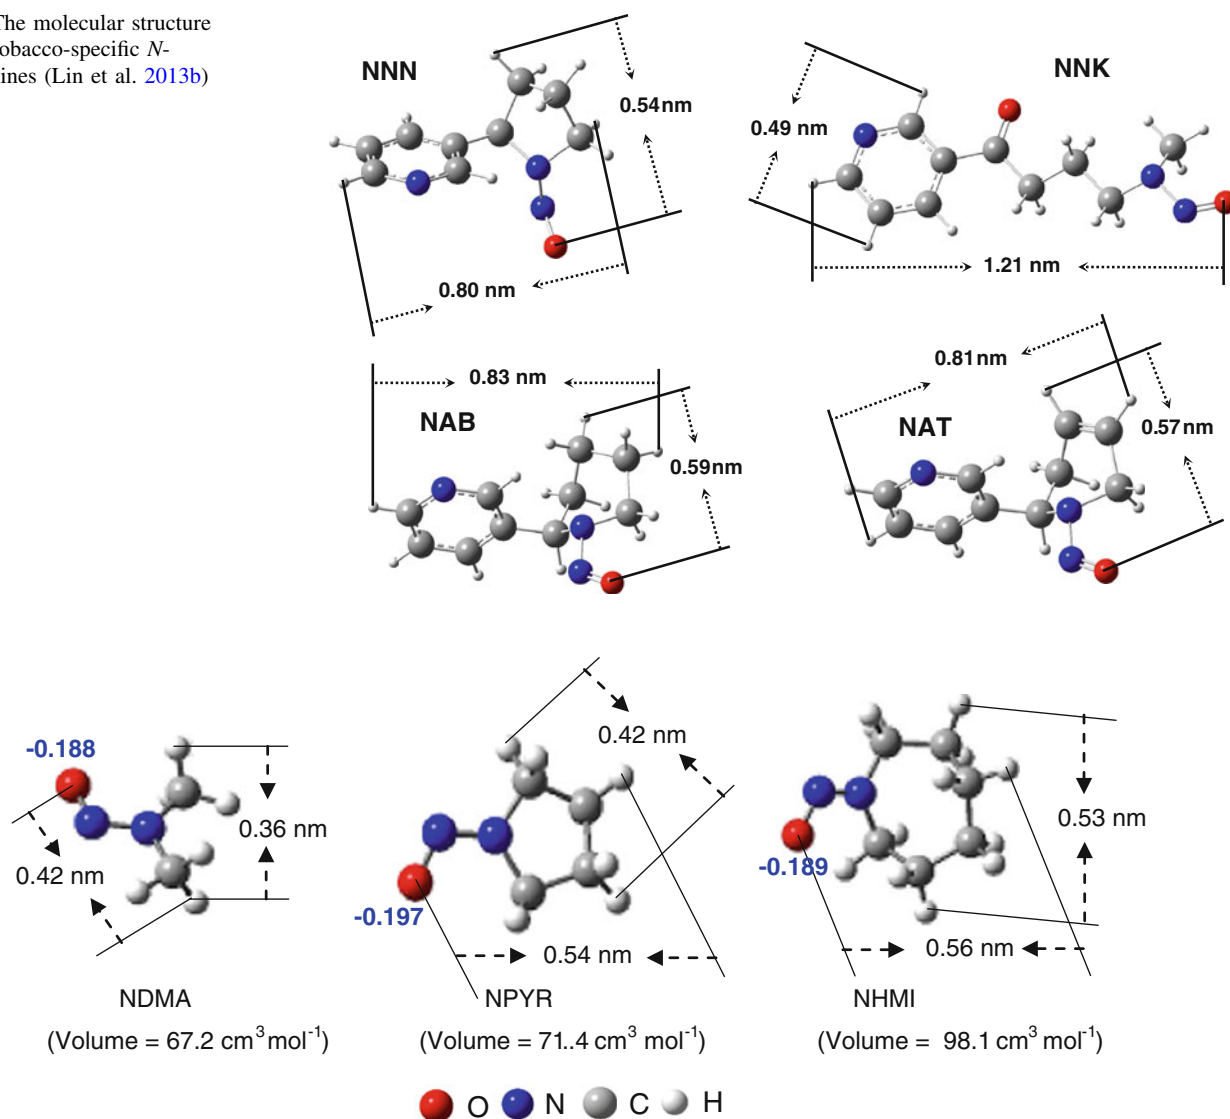 The molecular structure
obacco-specific N-
ines (Lin et al. 2013b)
NNN
0.54nm
0.80 nm
NNK
0.49 nm
1.21 nm
0.83 nm
NAB
0.59nm
0.81nm
NAT
0.57nm
-0.188
0.36 nm
0.42 nm
NDMA
(Volume = 67.2 cm³ mol⁻¹)
0.42 nm
-0.197
0.54 nm
NPYR
(Volume = 71..4 cm³ mol⁻¹)
0.53 nm
-0.189
0.56 nm
NHMI
(Volume = 98.1 cm³ mol⁻¹)
O N C H